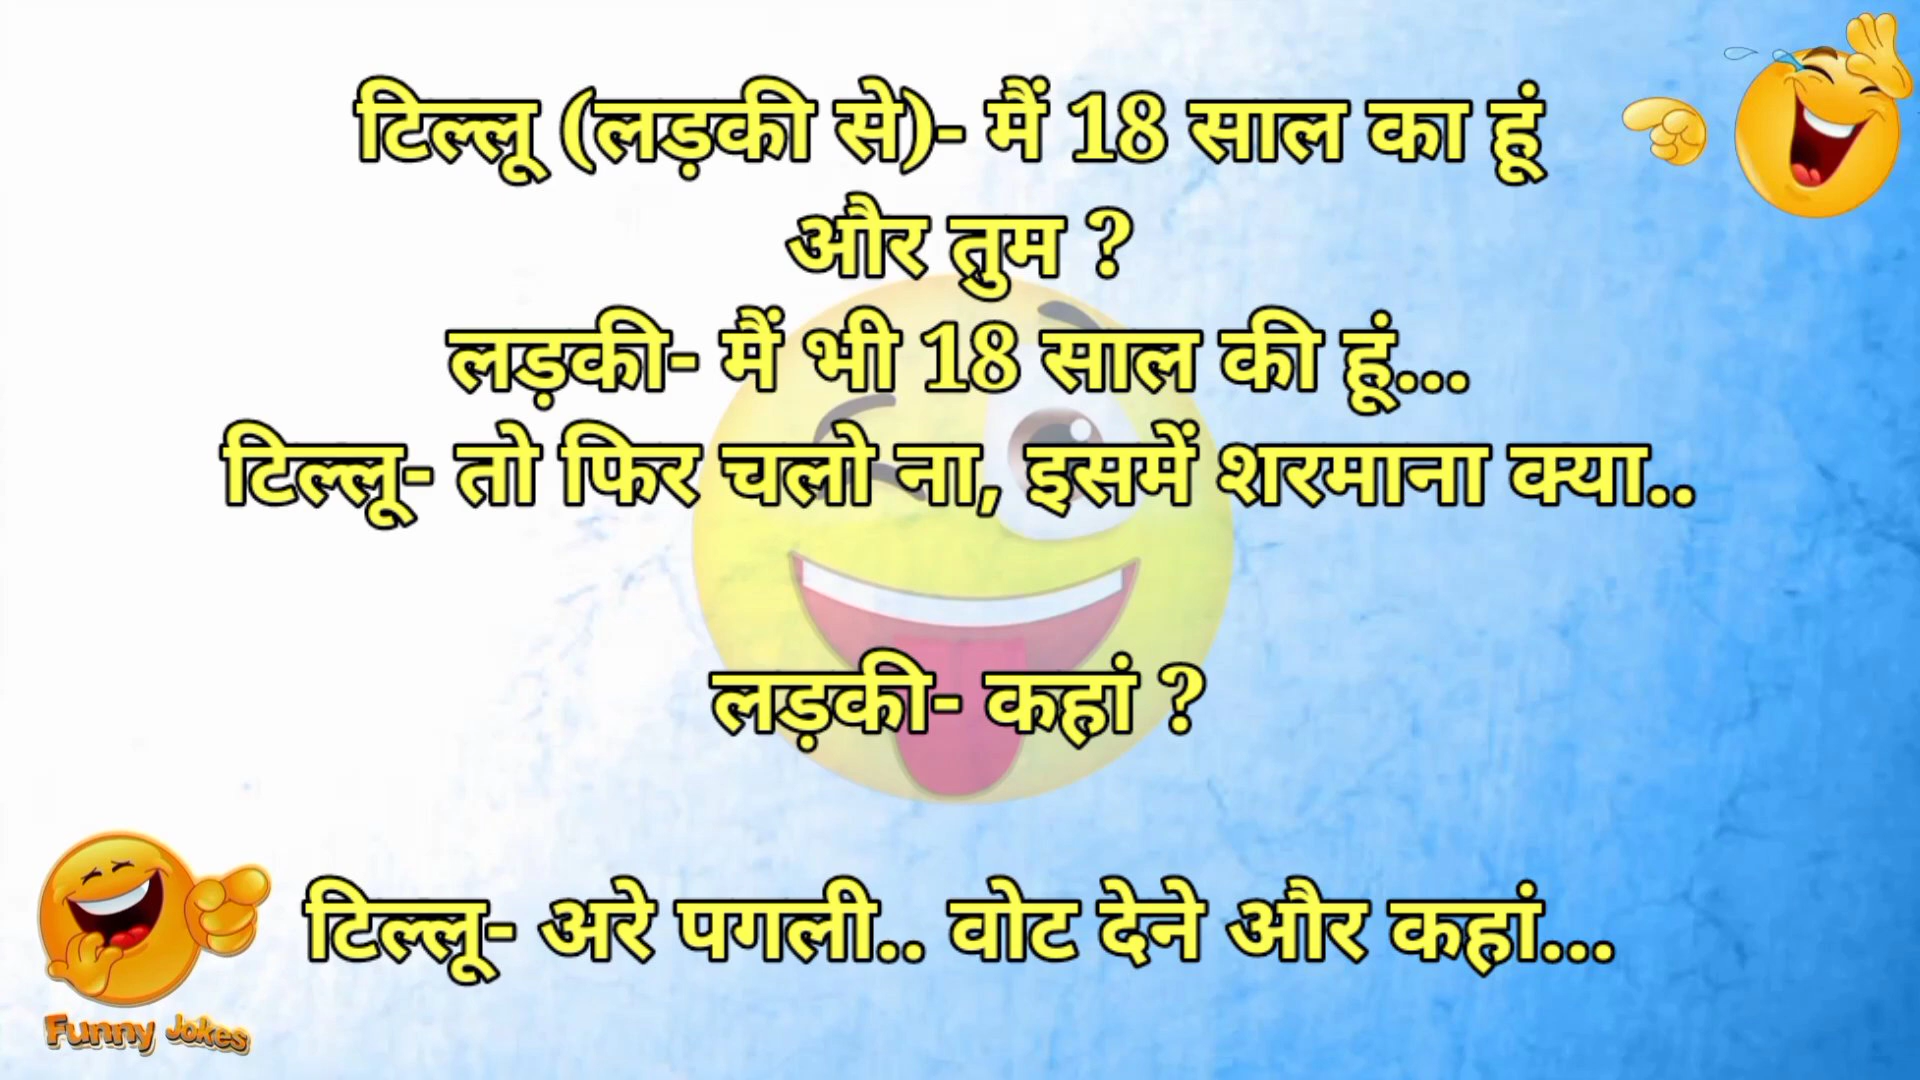 टिल्लू (लड़की से)- मैं 18 साल का हूं
और तुम ?
लड़की- मैं भी 18 साल की हूं...
टिल्लू- तो फिर चलो ना, इसमें शरमाना क्या..
लड़की- कहां ?
टिल्लू- अरे पगली.. वोट देने और कहां...
Funny Jokes